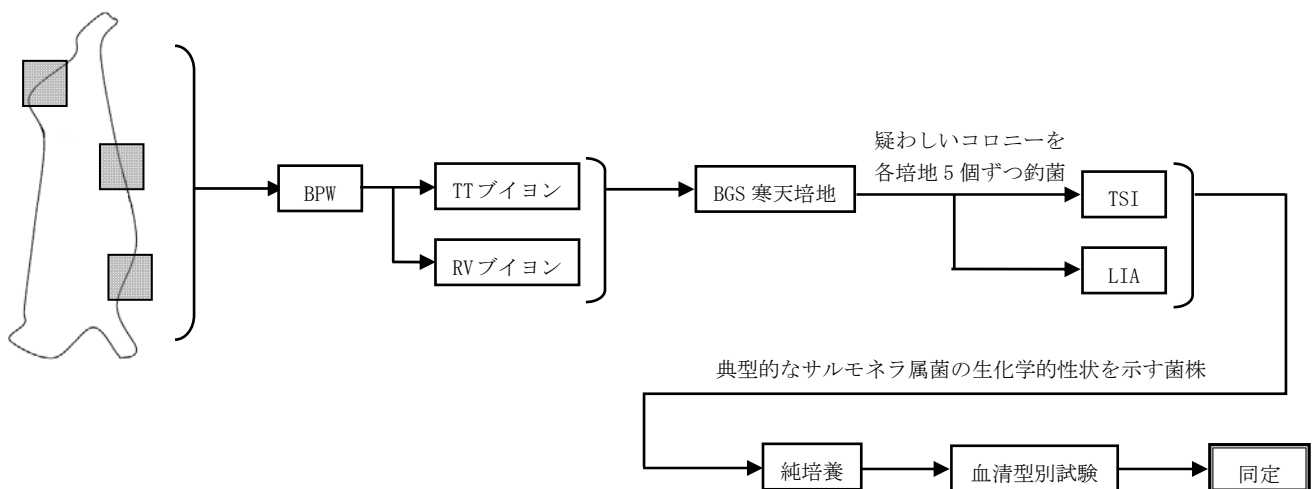 BPW
TTブイヨン
RVブイヨン
BGS寒天培地
疑わしいコロニーを
各培地5個ずつ釣菌
TSI
LIA
典型的なサルモネラ属菌の生化学的性状を示す菌株
純培養
血清型別試験
同定